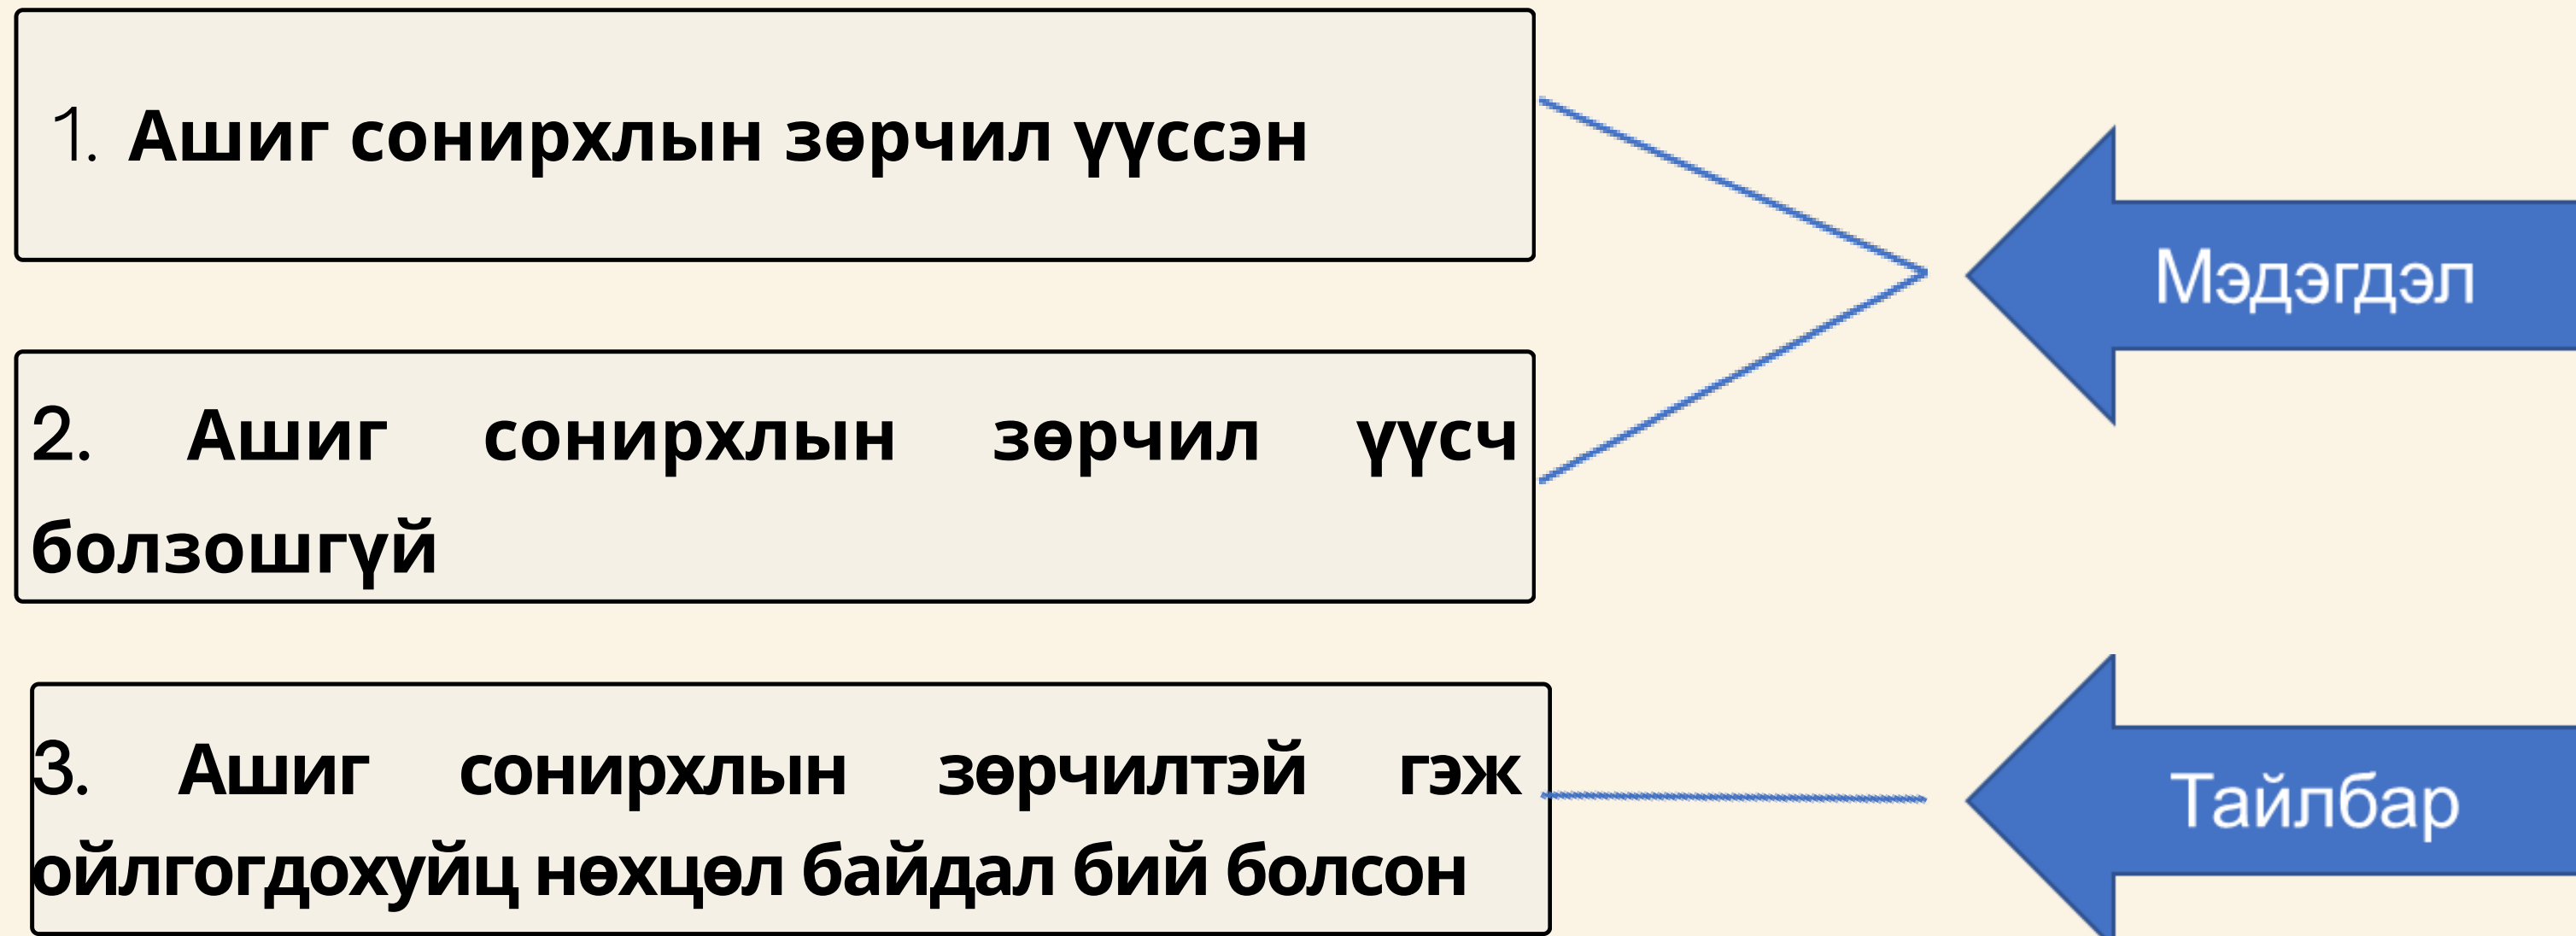 1. Ашиг сонирхлын зөрчил үүссэн
Мэдэгдэл
2. Ашиг сонирхлын зөрчил үүсч
болзошгүй
3. Ашиг сонирхлын зөрчилтэй гэж
ойлгогдохуйц нөхцөл байдал бий болсон
Тайлбар